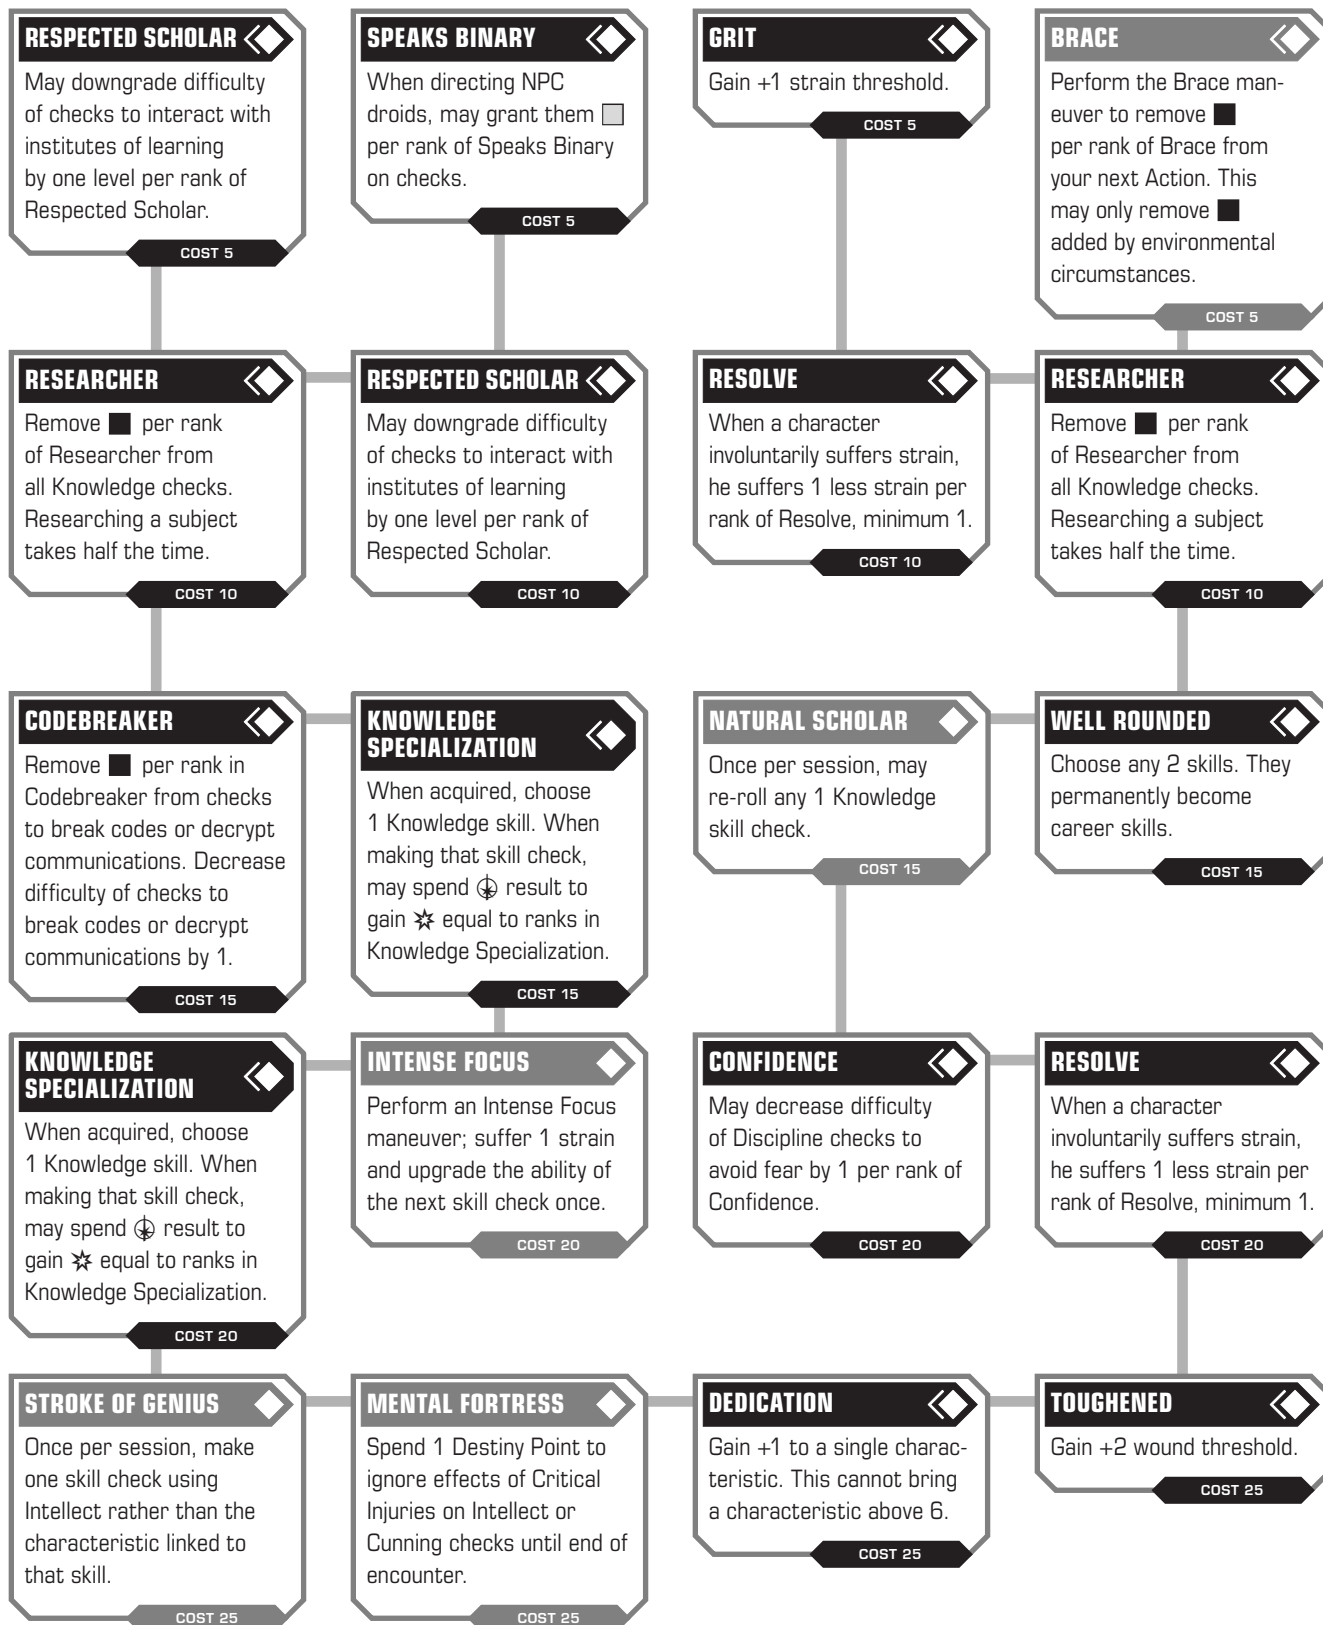 RESPECTED SCHOLAR
May downgrade difficulty
of checks to interact with
institutes of learning
by one level per rank of
Respected Scholar.
COST 5
SPEAKS BINARY
When directing NPC
droids, may grant them
per rank of Speaks Binary
on checks.
COST 5
GRIT
Gain +1 strain threshold.
COST 5
BRACE
Perform the Brace man-
euver to remove
per rank of Brace from
your next Action. This
may only remove
added by environmental
circumstances.
COST 5
RESEARCHER
Remove per rank
of Researcher from
all Knowledge checks.
Researching a subject
takes half the time.
COST 10
RESPECTED SCHOLAR
May downgrade difficulty
of checks to interact with
institutes of learning
by one level per rank of
Respected Scholar.
COST 10
RESOLVE
When a character
involuntarily suffers strain,
he suffers 1 less strain per
rank of Resolve, minimum 1.
COST 10
RESEARCHER
Remove per rank
of Researcher from
all Knowledge checks.
Researching a subject
takes half the time.
COST 10
CODEBREAKER
Remove per rank in
Codebreaker from checks
to break codes or decrypt
communications. Decrease
difficulty of checks to
break codes or decrypt
communications by 1.
COST 15
KNOWLEDGE
SPECIALIZATION
When acquired, choose
1 Knowledge skill. When
making that skill check,
may spend result to
gain equal to ranks in
Knowledge Specialization.
COST 15
NATURAL SCHOLAR
Once per session, may
re-roll any 1 Knowledge
skill check.
COST 15
WELL ROUNDED
Choose any 2 skills. They
permanently become
career skills.
COST 15
KNOWLEDGE
SPECIALIZATION
When acquired, choose
1 Knowledge skill. When
making that skill check,
may spend result to
gain equal to ranks in
Knowledge Specialization.
COST 20
INTENSE FOCUS
Perform an Intense Focus
maneuver; suffer 1 strain
and upgrade the ability of
the next skill check once.
COST 20
CONFIDENCE
May decrease difficulty
of Discipline checks to
avoid fear by 1 per rank of
Confidence.
COST 20
RESOLVE
When a character
involuntarily suffers strain,
he suffers 1 less strain per
rank of Resolve, minimum 1.
COST 20
STROKE OF GENIUS
Once per session, make
one skill check using
Intellect rather than the
characteristic linked to
that skill.
COST 25
MENTAL FORTRESS
Spend 1 Destiny Point to
ignore effects of Critical
Injuries on Intellect or
Cunning checks until end of
encounter.
COST 25
DEDICATION
Gain +1 to a single charac-
teristic. This cannot bring
a characteristic above 6.
COST 25
TOUGHENED
Gain +2 wound threshold.
COST 25